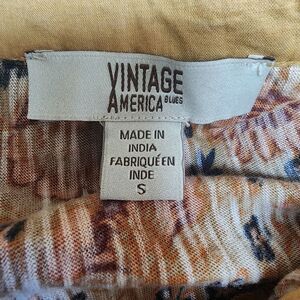 VINTAGE
AMERICA BLUES
MADE IN
INDIA
FABRIQUÉ EN
INDE
S